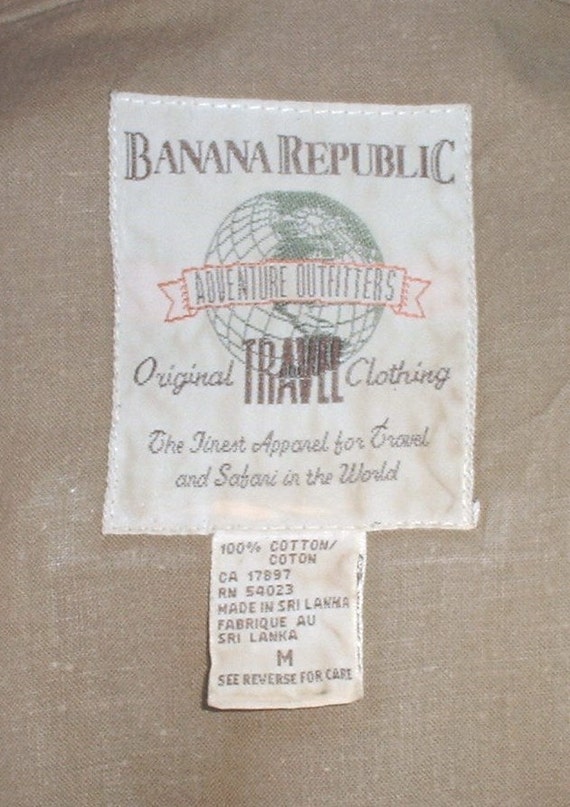 BANANA REPUBLIC
ADVENTURE OUTFITTERS
Original TRAVEL Clothing
The Finest Apparel for Travel
and Safari in the World
100% COTTON/
COTON
CA 17897
RN 54023
MADE IN SRI LANKA
FABRIQUE AU
SRI LANKA
M
SEE REVERSE FOR CARE